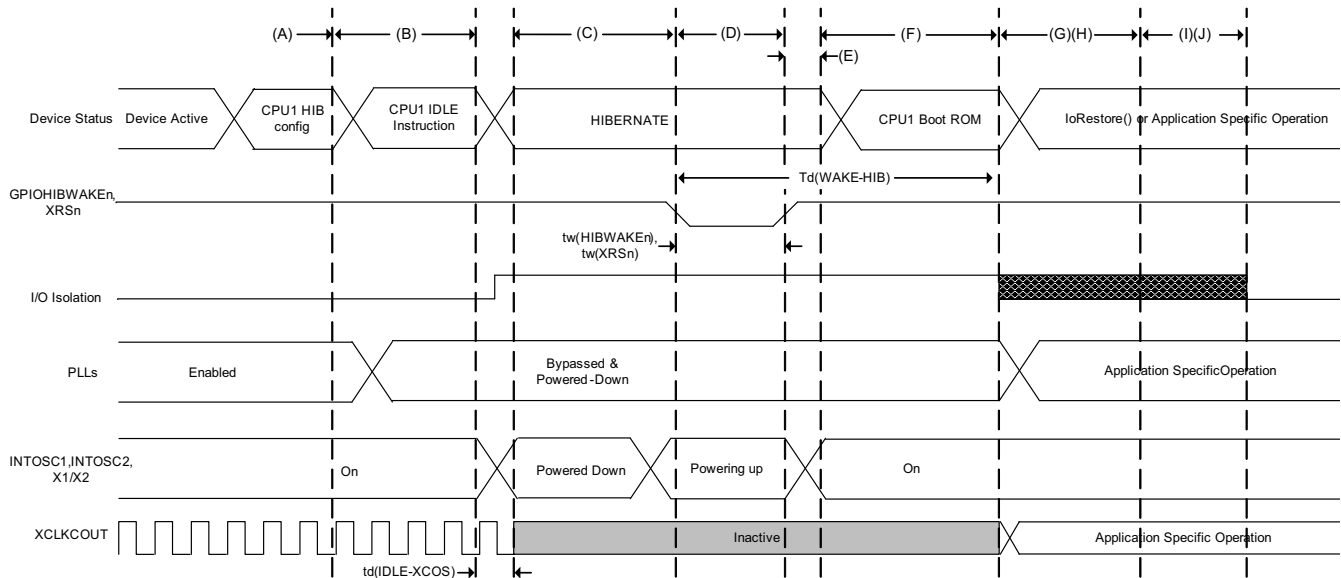 (A)
(B)
(C)
(D)
(E)
(F)
(G)(H)
(I)(J)
Device Status
Device Active
CPU1 HIB
config
CPU1 IDLE
Instruction
HIBERNATE
CPU1 Boot ROM
IoRestore() or Application Specific Operation
Td(WAKE-HIB)
GPIOHIBWAKEn,
XRSn
tw(HIBWAKEn),
tw(XRSn)
I/O Isolation
PLLs
Enabled
Bypassed &
Powered-Down
Application SpecificOperation
INTOSC1,INTOSC2,
X1/X2
On
Powered Down
Powering up
On
XCLKCOUT
Inactive
Application Specific Operation
td(IDLE-XCOS)